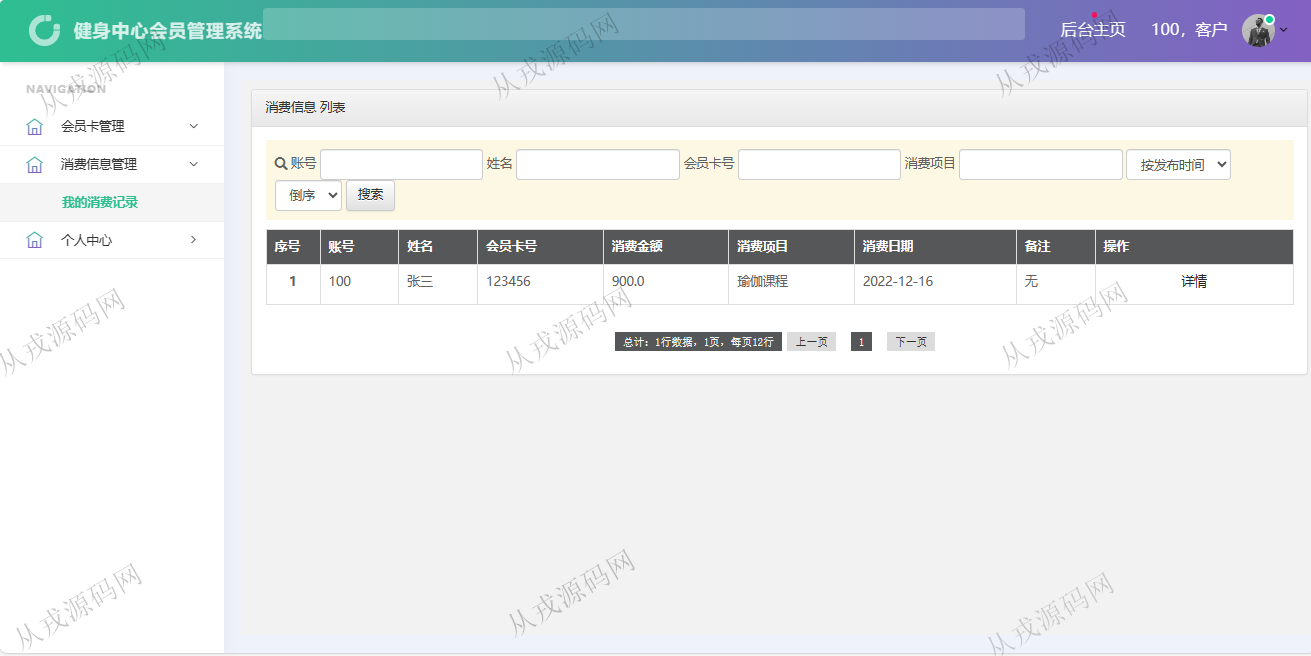 健身中心会员管理系统
后台主页 100，客户
NAVIGATION
会员卡管理
消费信息管理
我的消费记录
个人中心
消费信息 列表
账号 姓名 会员卡号 消费项目 按发布时间
倒序 搜索
序号 账号 姓名 会员卡号 消费金额 消费项目 消费日期 备注 操作
1 100 张三 123456 900.0 瑜伽课程 2022-12-16 无 详情
总计：1行数据，1页，每页12行 上一页 1 下一页
从戎源码网
从戎源码网
从戎源码网
从戎源码网
从戎源码网
从戎源码网
从戎源码网
从戎源码网
从戎源码网